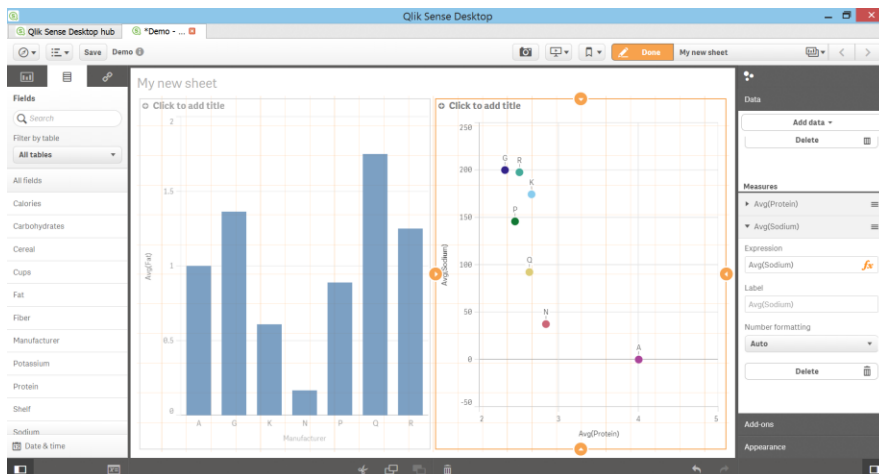 Qlik Sense Desktop
Qlik Sense Desktop hub
*Demo - ...
Save Demo
Done My new sheet
Fields
Search
Filter by table
All tables
All fields
Calories
Carbohydrates
Cereal
Cups
Fat
Fiber
Manufacturer
Potassium
Protein
Shelf
Sodium
Date & time
My new sheet
Click to add title
2
1.5
1
0.5
0
Avg(Fat)
A G K N P Q R
Manufacturer
Click to add title
250
200
150
100
50
0
-50
Avg(Sodium)
G R
K
P
Q
N
A
2 3 4 5
Avg(Protein)
Data
Add data
Delete
Measures
Avg(Protein)
Avg(Sodium)
Expression
Avg(Sodium) fx
Label
Avg(Sodium)
Number formatting
Auto
Delete
Add-ons
Appearance